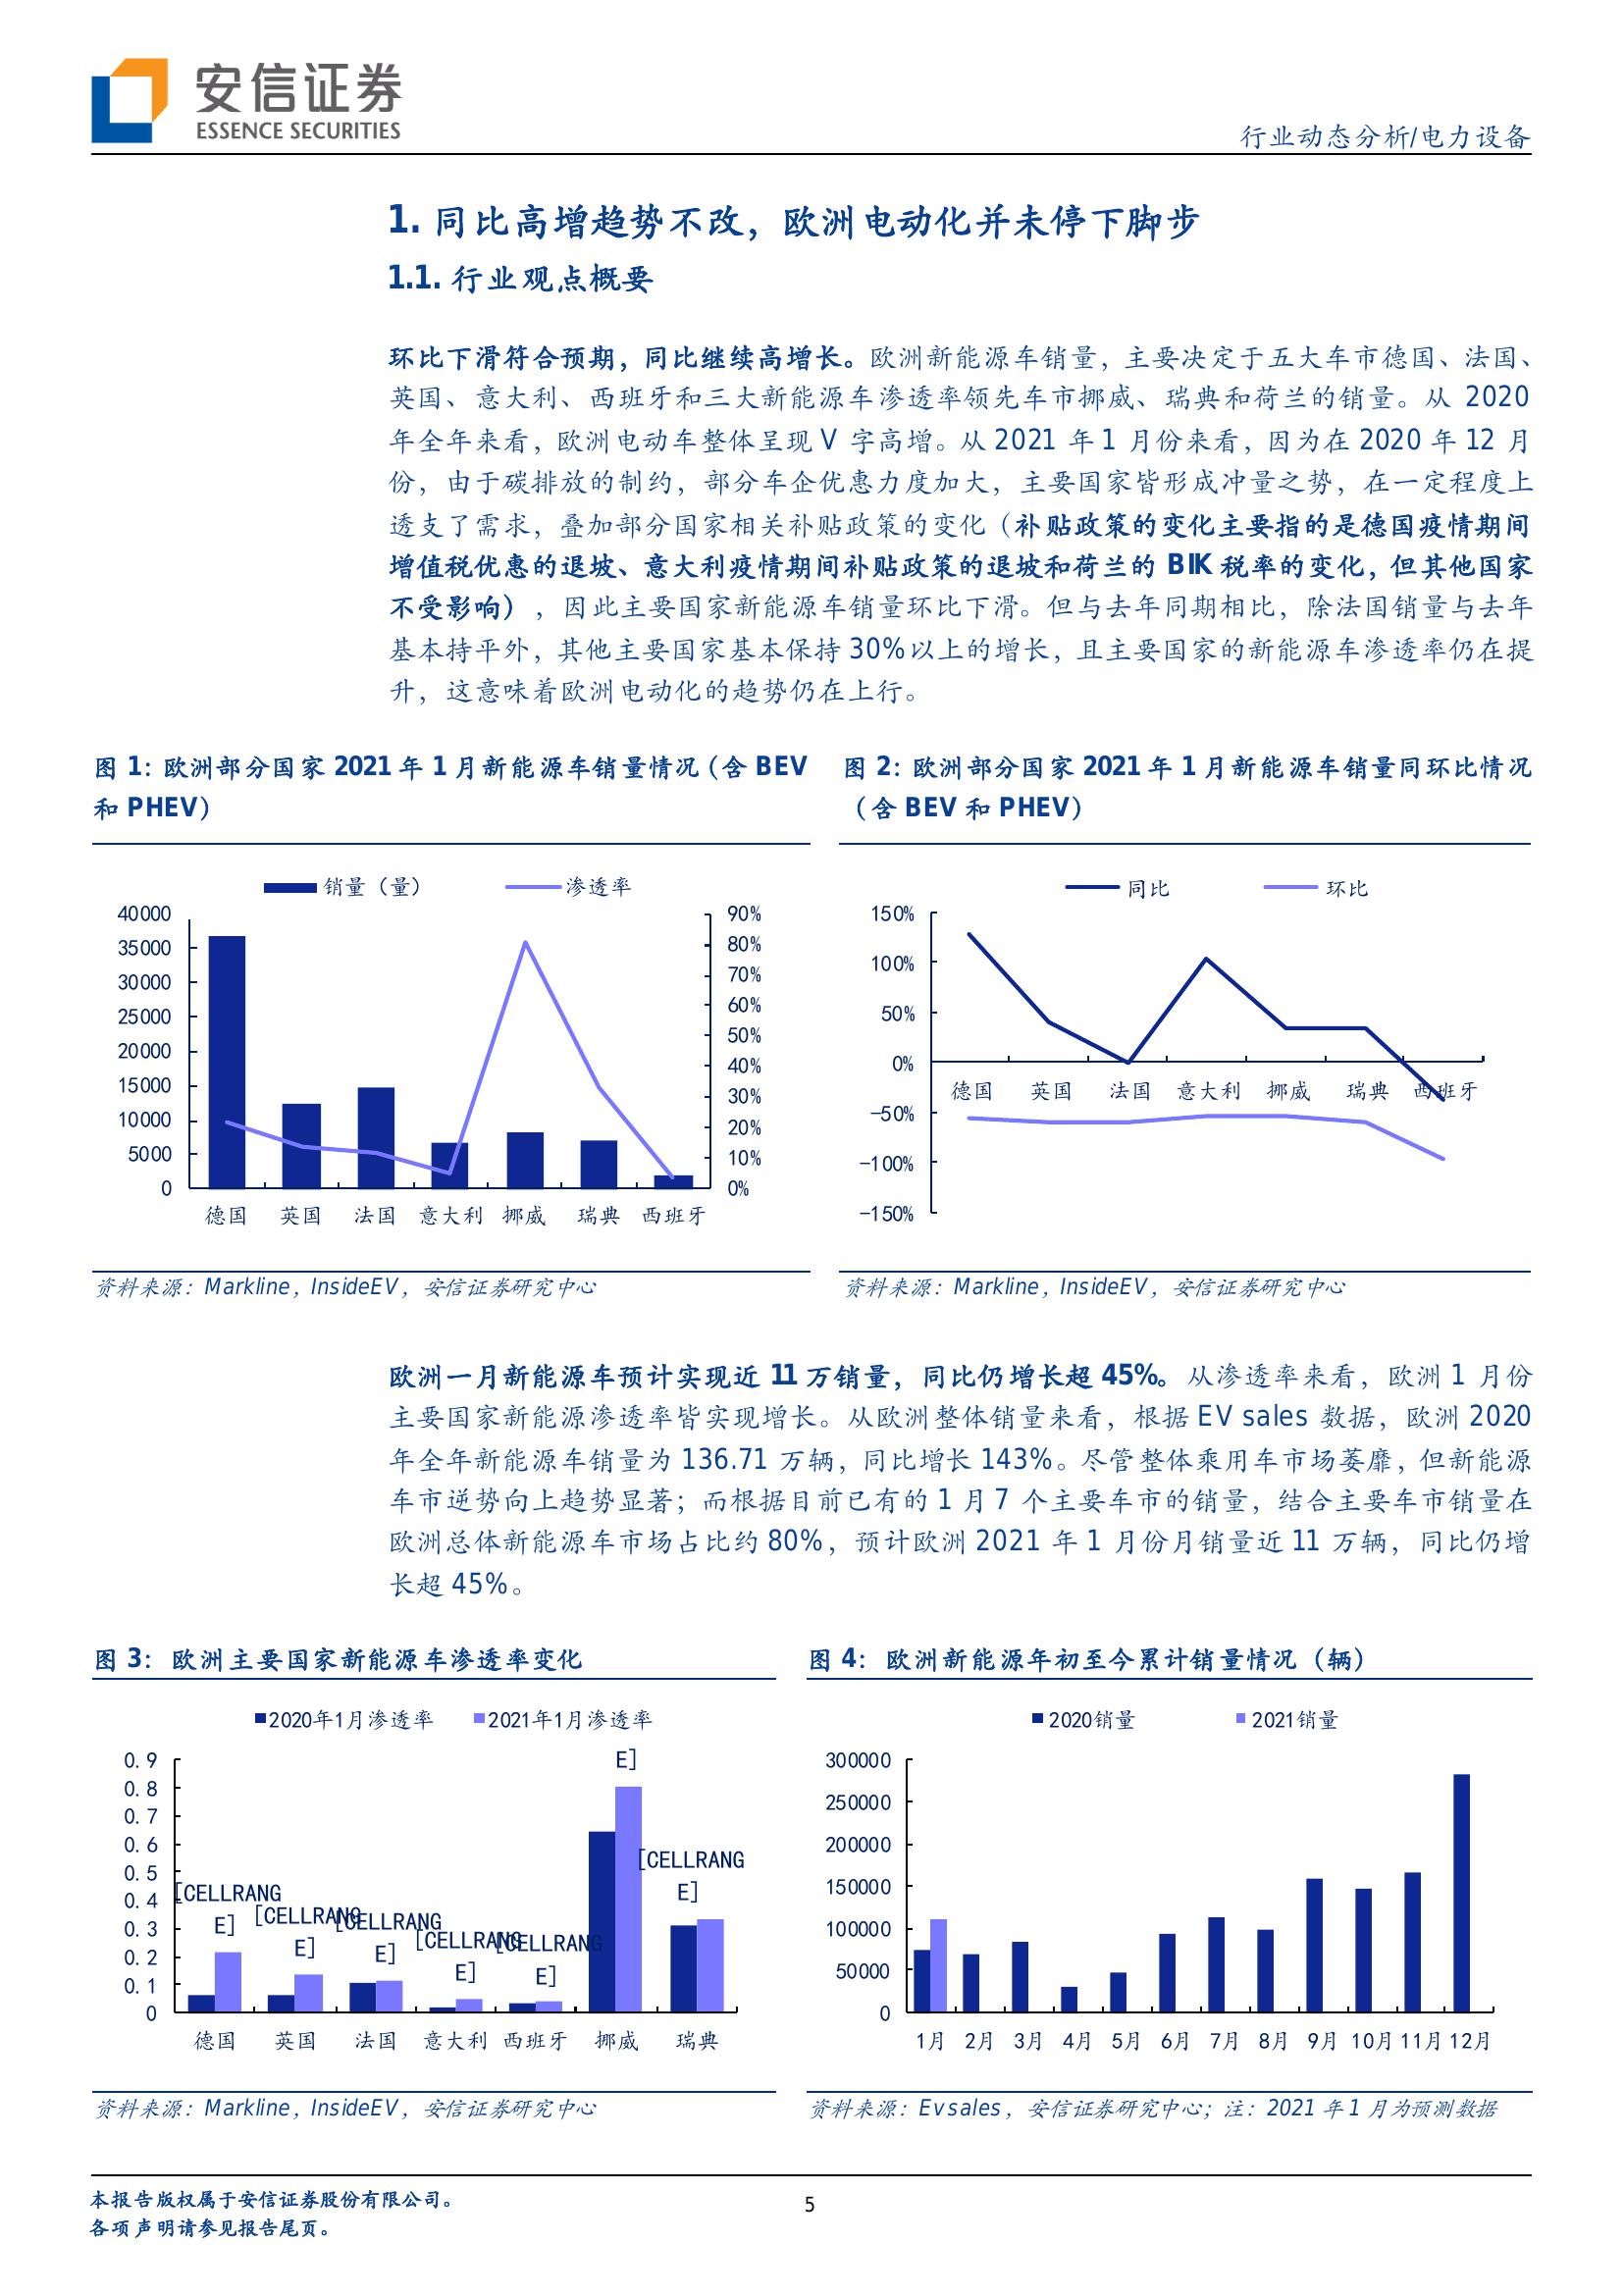 安信证券
ESSENCE SECURITIES
行业动态分析/电力设备
1. 同比高增趋势不改，欧洲电动化并未停下脚步
1.1. 行业观点概要
环比下滑符合预期，同比继续高增长。欧洲新能源车销量，主要决定于五大车市德国、法国、
英国、意大利、西班牙和三大新能源车渗透率领先车市挪威、瑞典和荷兰的销量。从 2020
年全年来看，欧洲电动车整体呈现 V 字高增。从 2021 年 1 月份来看，因为在 2020 年 12 月
份，由于碳排放的制约，部分车企优惠力度加大，主要国家皆形成冲量之势，在一定程度上
透支了需求，叠加部分国家相关补贴政策的变化（补贴政策的变化主要指的是德国疫情期间
增值税优惠的退坡、意大利疫情期间补贴政策的退坡和荷兰的 BIK 税率的变化，但其他国家
不受影响），因此主要国家新能源车销量环比下滑。但与去年同期相比，除法国销量与去年
基本持平外，其他主要国家基本保持 30%以上的增长，且主要国家的新能源车渗透率仍在提
升，这意味着欧洲电动化的趋势仍在上行。
图 1：欧洲部分国家 2021 年 1 月新能源车销量情况（含 BEV
和 PHEV）
销量（量） 渗透率
40000
35000
30000
25000
20000
15000
10000
5000
0
90%
80%
70%
60%
50%
40%
30%
20%
10%
0%
德国 英国 法国 意大利 挪威 瑞典 西班牙
资料来源：Markline，InsideEV，安信证券研究中心
图 2：欧洲部分国家 2021 年 1 月新能源车销量同环比情况
（含 BEV 和 PHEV）
同比 环比
150%
100%
50%
0%
-50%
-100%
-150%
德国 英国 法国 意大利 挪威 瑞典 西班牙
资料来源：Markline，InsideEV，安信证券研究中心
欧洲一月新能源车预计实现近 11 万销量，同比仍增长超 45%。从渗透率来看，欧洲 1 月份
主要国家新能源渗透率皆实现增长。从欧洲整体销量来看，根据 EV sales 数据，欧洲 2020
年全年新能源车销量为 136.71 万辆，同比增长 143%。尽管整体乘用车市场萎靡，但新能源
车市逆势向上趋势显著；而根据目前已有的 1 月 7 个主要车市的销量，结合主要车市销量在
欧洲总体新能源车市场占比约 80%，预计欧洲 2021 年 1 月份月销量近 11 万辆，同比仍增
长超 45%。
图 3：欧洲主要国家新能源车渗透率变化
2020年1月渗透率 2021年1月渗透率
0.9
0.8
0.7
0.6
0.5
0.4
0.3
0.2
0.1
0
[CELLRANG
E]
[CELLRANG
E]
[CELLRANG
E]
[CELLRANG
E]
[CELLRANG
E]
E]
[CELLRANG
E]
德国 英国 法国 意大利 西班牙 挪威 瑞典
资料来源：Markline，InsideEV，安信证券研究中心
图 4：欧洲新能源年初至今累计销量情况（辆）
2020销量 2021销量
300000
250000
200000
150000
100000
50000
0
1月 2月 3月 4月 5月 6月 7月 8月 9月 10月 11月 12月
资料来源：Evsales，安信证券研究中心；注：2021 年 1 月为预测数据
本报告版权属于安信证券股份有限公司。
各项声明请参见报告尾页。
5